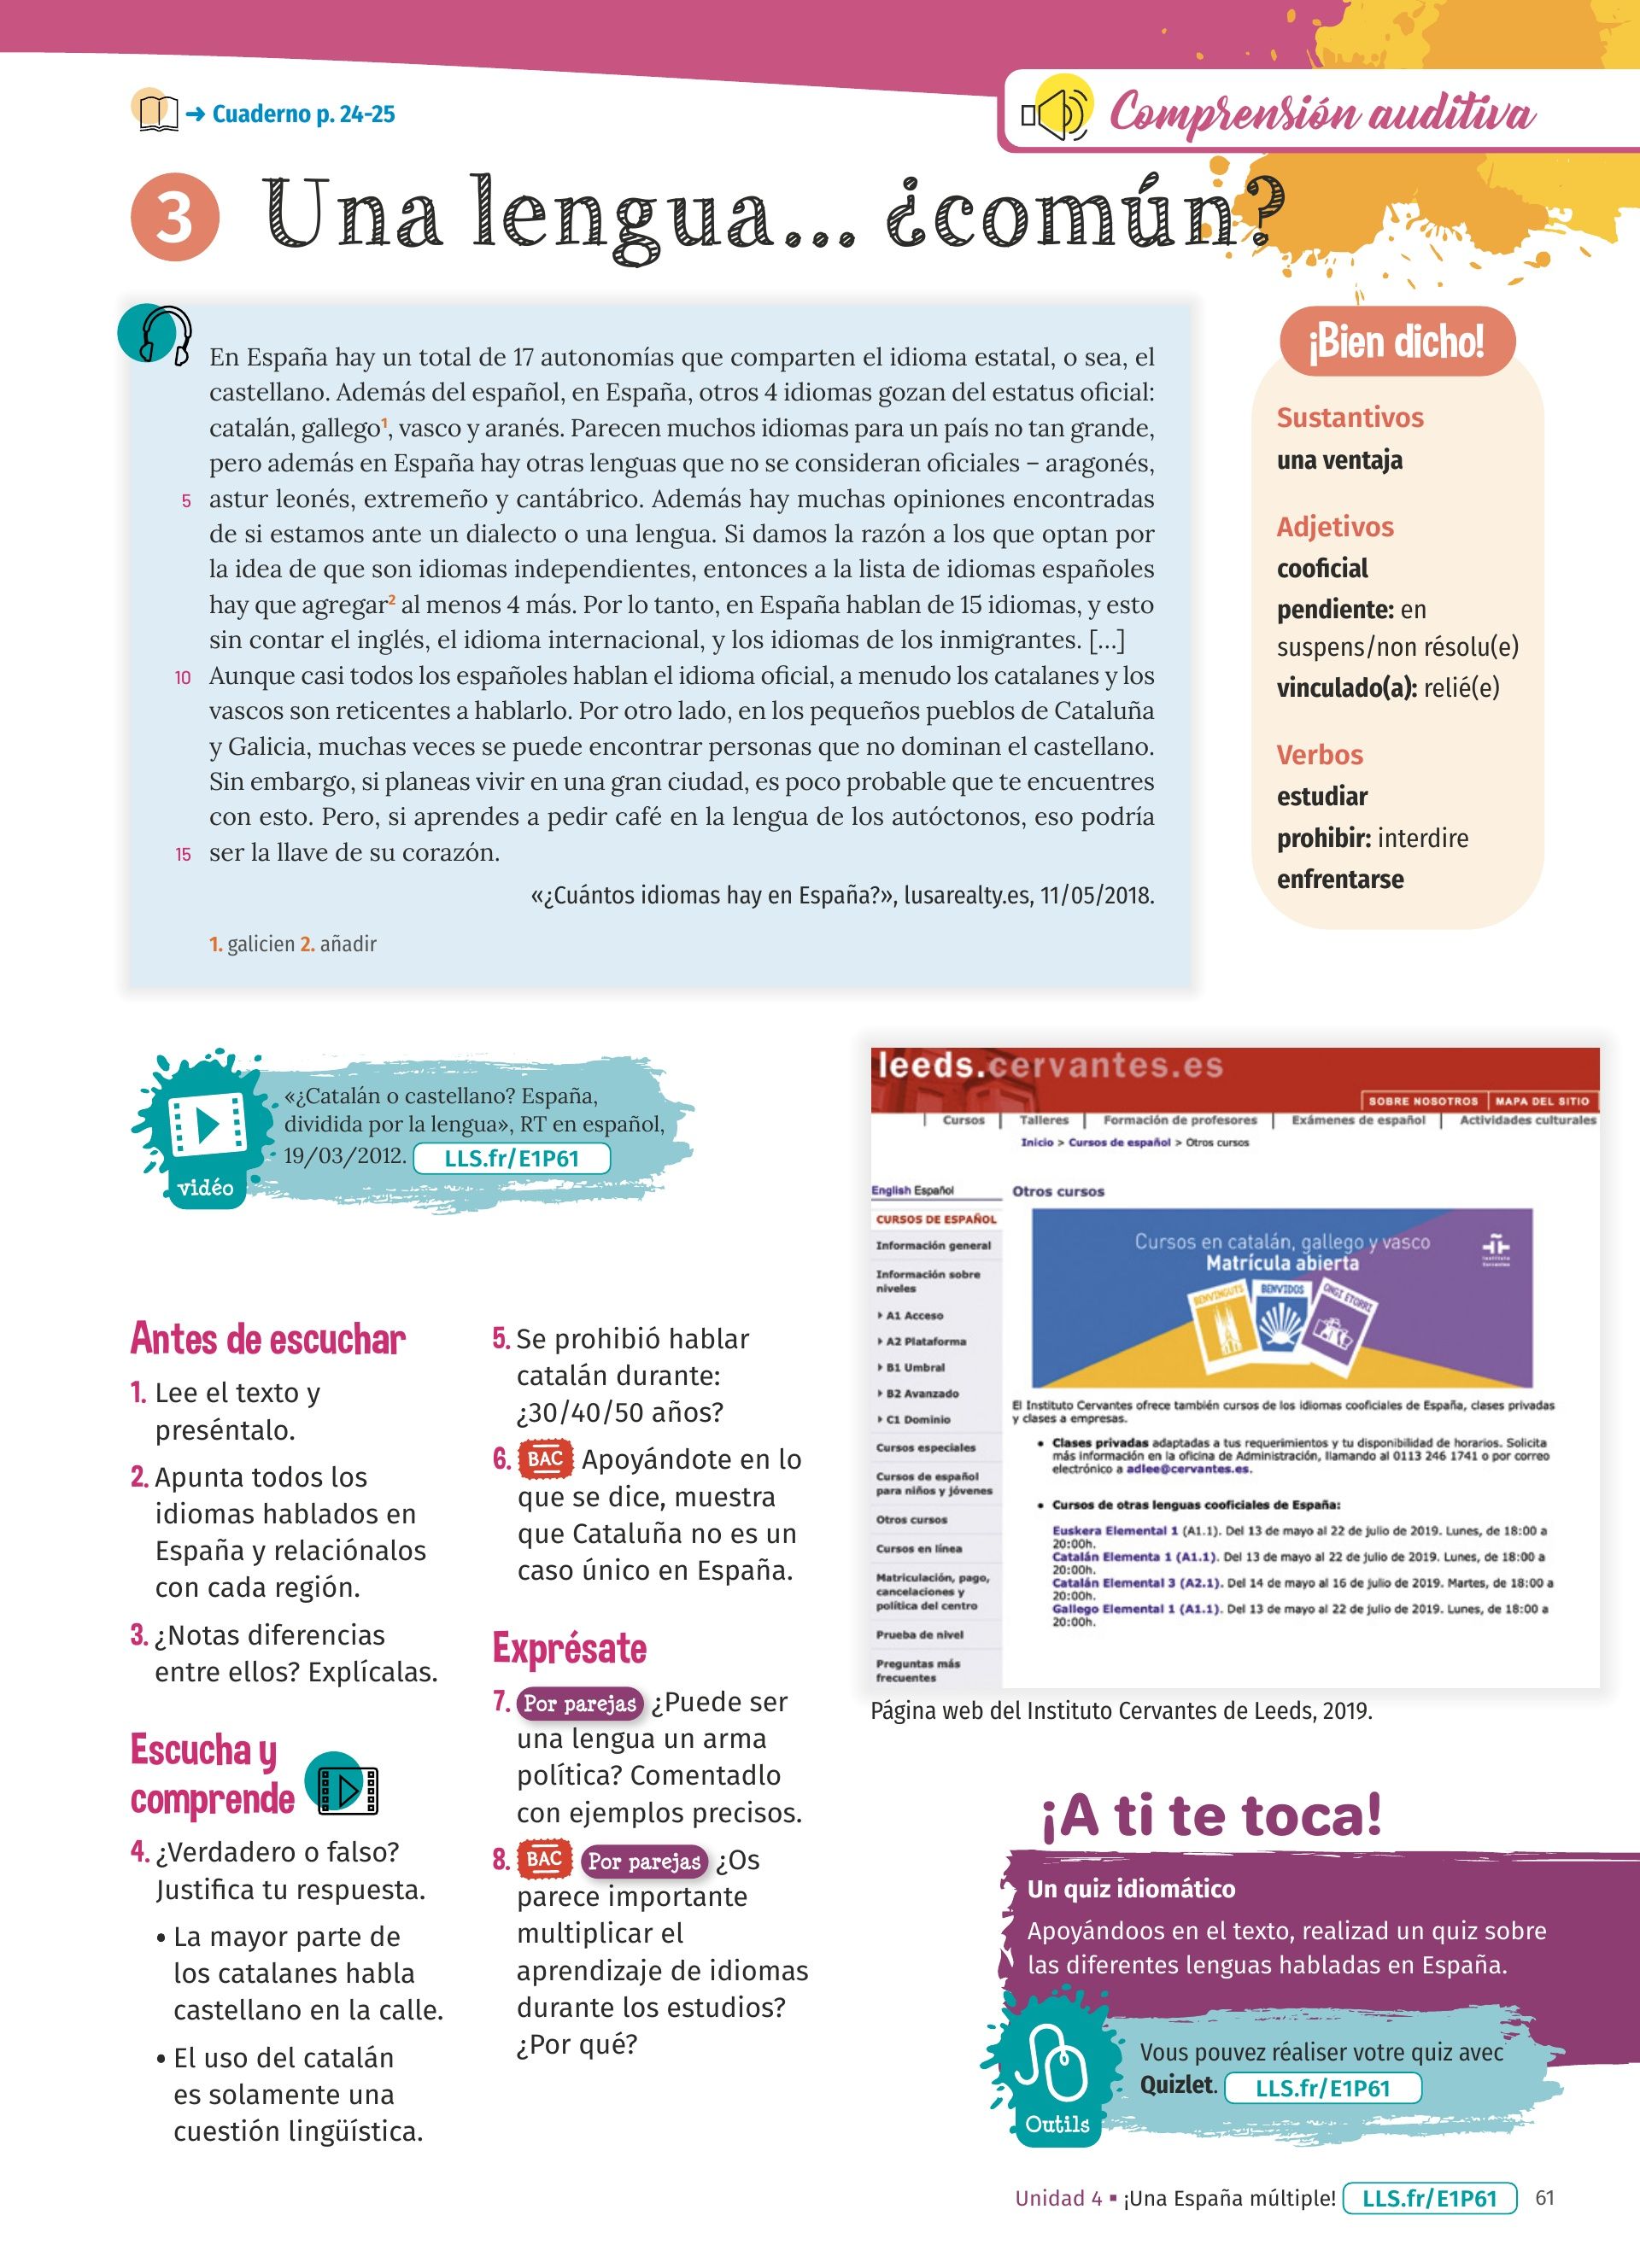 → Cuaderno p. 24-25
Comprensión auditiva
3 Una lengua... ¿común?
En España hay un total de 17 autonomías que comparten el idioma estatal, o sea, el
castellano. Además del español, en España, otros 4 idiomas gozan del estatus oficial:
catalán, gallego¹, vasco y aranés. Parecen muchos idiomas para un país no tan grande,
pero además en España hay otras lenguas que no se consideran oficiales – aragonés,
5 astur leonés, extremeño y cantábrico. Además hay muchas opiniones encontradas
de si estamos ante un dialecto o una lengua. Si damos la razón a los que optan por
la idea de que son idiomas independientes, entonces a la lista de idiomas españoles
hay que agregar² al menos 4 más. Por lo tanto, en España hablan de 15 idiomas, y esto
sin contar el inglés, el idioma internacional, y los idiomas de los inmigrantes. [...]
10 Aunque casi todos los españoles hablan el idioma oficial, a menudo los catalanes y los
vascos son reticentes a hablarlo. Por otro lado, en los pequeños pueblos de Cataluña
y Galicia, muchas veces se puede encontrar personas que no dominan el castellano.
Sin embargo, si planeas vivir en una gran ciudad, es poco probable que te encuentres
con esto. Pero, si aprendes a pedir café en la lengua de los autóctonos, eso podría
15 ser la llave de su corazón.
«¿Cuántos idiomas hay en España?», lusarealty.es, 11/05/2018.
1. galicien 2. añadir
¡Bien dicho!
Sustantivos
una ventaja
Adjetivos
cooficial
pendiente: en
suspens/non résolu(e)
vinculado(a): relié(e)
Verbos
estudiar
prohibir: interdire
enfrentarse
vidéo
«¿Catalán o castellano? España,
dividida por la lengua», RT en español,
19/03/2012. LLS.fr/E1P61
Antes de escuchar
1. Lee el texto y
preséntalo.
2. Apunta todos los
idiomas hablados en
España y relaciónalos
con cada región.
3. ¿Notas diferencias
entre ellos? Explícalas.
Escucha y
comprende
4. ¿Verdadero o falso?
Justifica tu respuesta.
• La mayor parte de
los catalanes habla
castellano en la calle.
• El uso del catalán
es solamente una
cuestión lingüística.
5. Se prohibió hablar
catalán durante:
¿30/40/50 años?
6. BAC Apoyándote en lo
que se dice, muestra
que Cataluña no es un
caso único en España.
Exprésate
7. Por parejas ¿Puede ser
una lengua un arma
política? Comentadlo
con ejemplos precisos.
8. BAC Por parejas ¿Os
parece importante
multiplicar el
aprendizaje de idiomas
durante los estudios?
¿Por qué?
leeds.cervantes.es
SOBRE NOSOTROS | MAPA DEL SITIO
| Cursos | Talleres | Formación de profesores | Exámenes de español | Actividades culturales
Inicio > Cursos de español > Otros cursos
English Español
CURSOS DE ESPAÑOL
Información general
Información sobre
niveles
A1 Acceso
A2 Plataforma
B1 Umbral
B2 Avanzado
C1 Dominio
Cursos especiales
Cursos de español
para niños y jóvenes
Otros cursos
Cursos en línea
Matriculación, pago,
cancelaciones y
política del centro
Prueba de nivel
Preguntas más
frecuentes
Otros cursos
Cursos en catalán, gallego y vasco
Matrícula abierta
Instituto
Cervantes
BENVINGUTS
BENVIDOS
ONGI ETORRI
El Instituto Cervantes ofrece también cursos de los idiomas cooficiales de España, clases privadas
y clases a empresas.
• Clases privadas adaptadas a tus requerimientos y tu disponibilidad de horarios. Solicita
más información en la oficina de Administración, llamando al 0113 246 1741 o por correo
electrónico a adlee@cervantes.es.
• Cursos de otras lenguas cooficiales de España:
Euskera Elemental 1 (A1.1). Del 13 de mayo al 22 de julio de 2019. Lunes, de 18:00 a
20:00h.
Catalán Elementa 1 (A1.1). Del 13 de mayo al 22 de julio de 2019. Lunes, de 18:00 a
20:00h.
Catalán Elemental 3 (A2.1). Del 14 de mayo al 16 de julio de 2019. Martes, de 18:00 a
20:00h.
Gallego Elemental 1 (A1.1). Del 13 de mayo al 22 de julio de 2019. Lunes, de 18:00 a
20:00h.
Página web del Instituto Cervantes de Leeds, 2019.
¡A ti te toca!
Un quiz idiomático
Apoyándoos en el texto, realizad un quiz sobre
las diferentes lenguas habladas en España.
Outils
Vous pouvez réaliser votre quiz avec
Quizlet. LLS.fr/E1P61
Unidad 4 ▪ ¡Una España múltiple! LLS.fr/E1P61 61